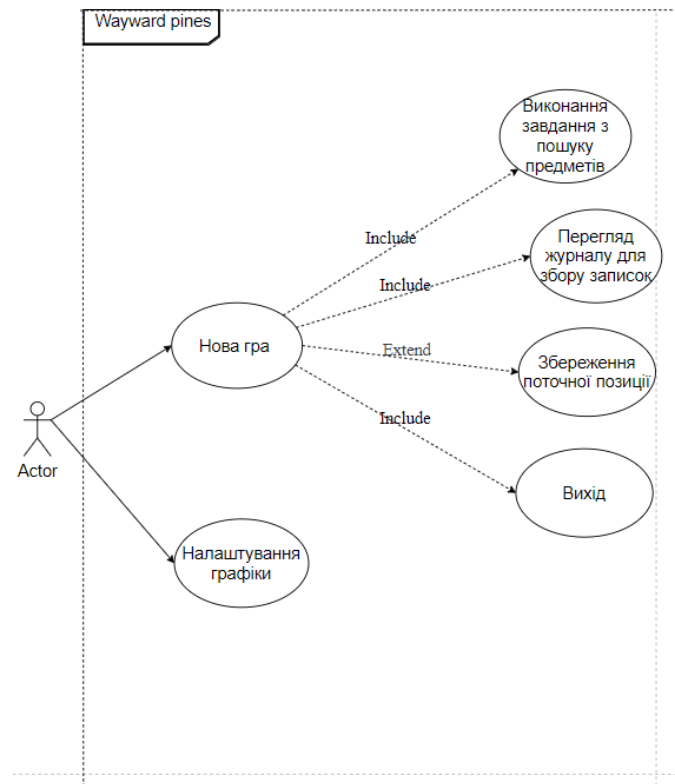 Wayward pines
Виконання
завдання з
пошуку
предметів
Include
Перегляд
журналу для
збору записок
Include
Нова гра
Extend
Збереження
поточної позиції
Include
Actor
Вихід
Налаштування
графіки